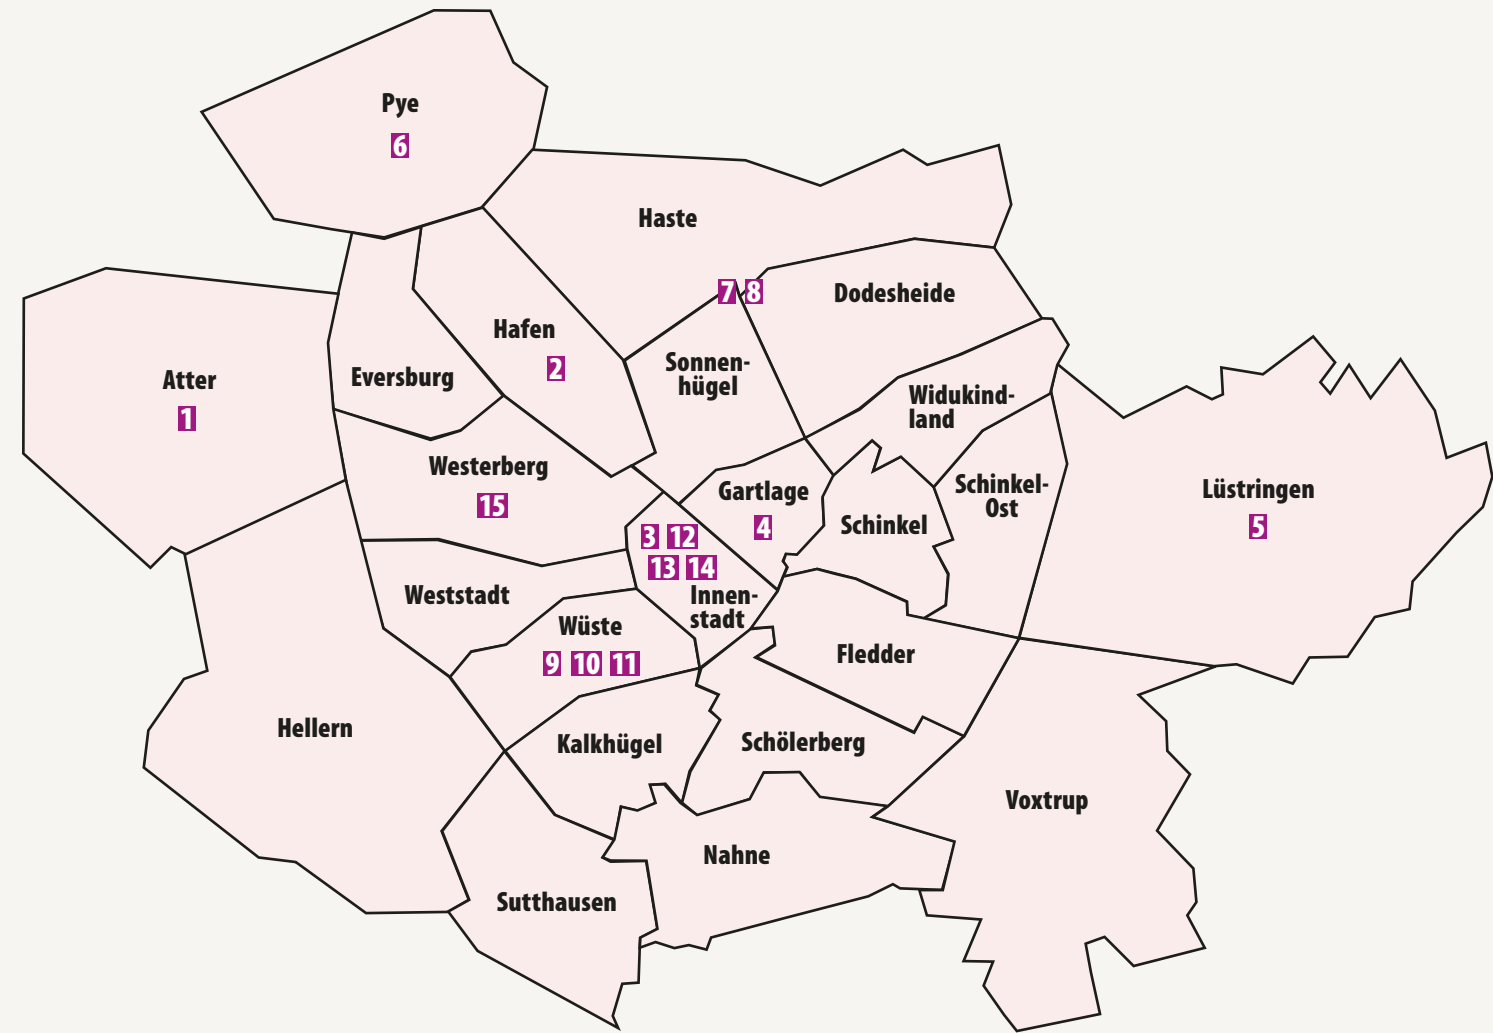 Pye
6
Haste
7 8
Dodesheide
Hafen
2
Sonnen-
hügel
Atter
1
Eversburg
Widukind-
land
Westerberg
15
Gartlage
4
Schinkel-
Ost
Lüstringen
5
Schinkel
3 12
13 14
Innen-
stadt
Weststadt
Wüste
9 10 11
Fledder
Hellern
Kalkhügel
Schölerberg
Voxtrup
Nahne
Sutthausen